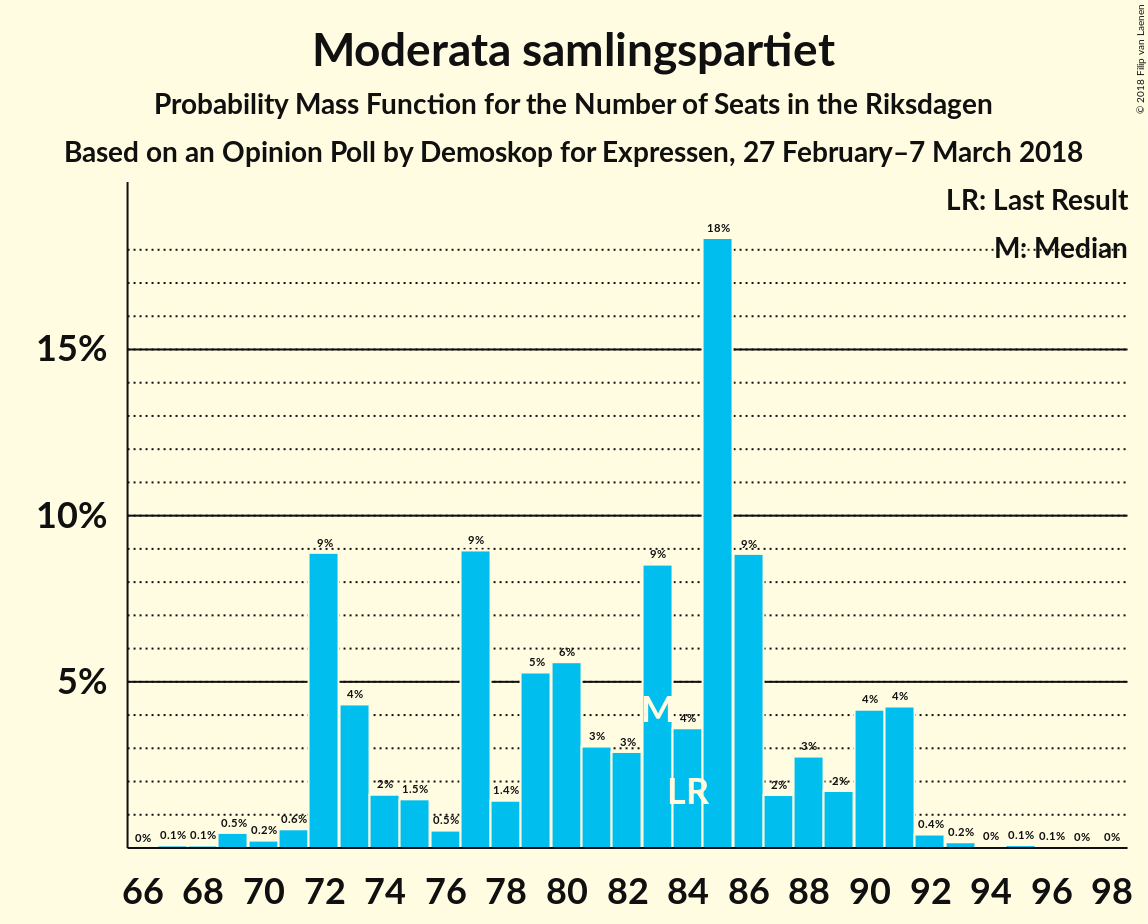 Moderata samlingspartiet
Probability Mass Function for the Number of Seats in the Riksdagen
Based on an Opinion Poll by Demoskop for Expressen, 27 February–7 March 2018
© 2018 Filip van Laenen
LR: Last Result
M: Median
15%
10%
5%
0% 0.1% 0.1% 0.5% 0.2% 0.6% 9% 4% 2% 1.5% 0.5% 9% 1.4% 5% 6% 3% 3% 9% 4% 18% 9% 2% 3% 2% 4% 4% 0.4% 0.2% 0% 0.1% 0.1% 0% 0%
M
LR
66 68 70 72 74 76 78 80 82 84 86 88 90 92 94 96 98